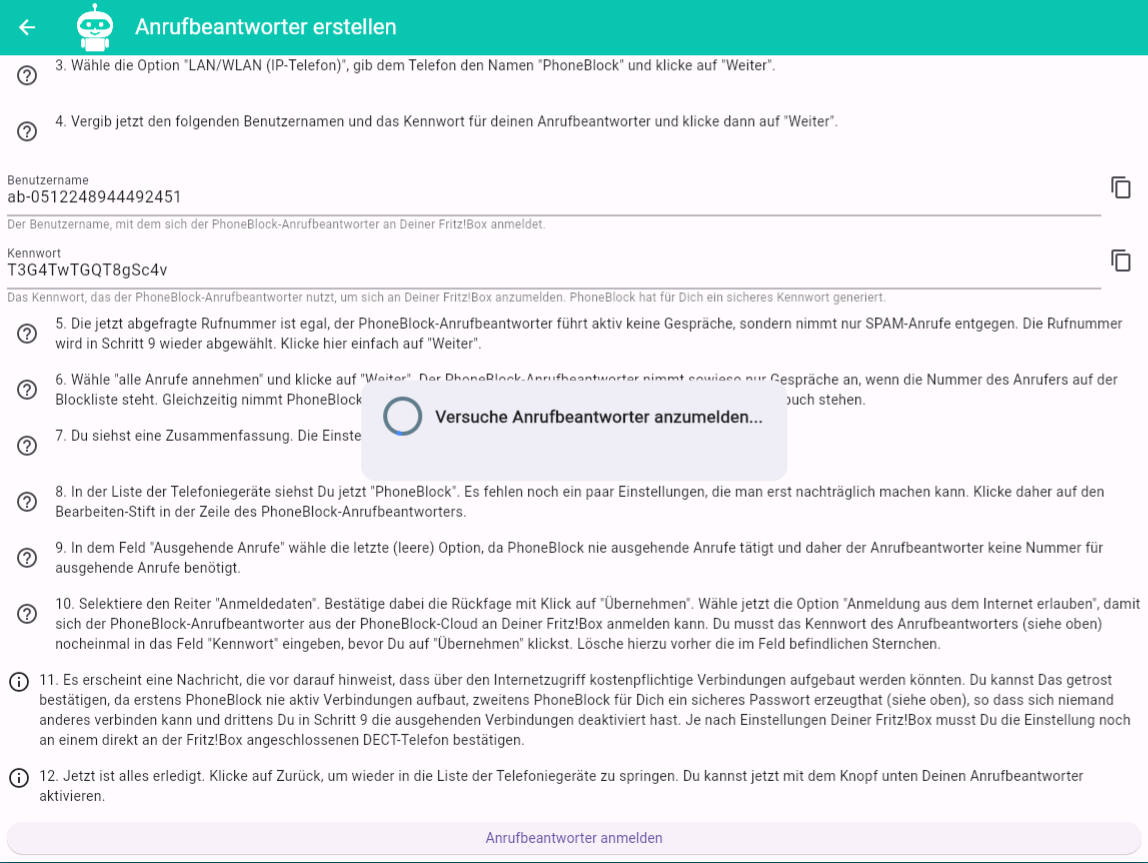 Anrufbeantworter erstellen
3. Wähle die Option "LAN/WLAN (IP-Telefon)", gib dem Telefon den Namen "PhoneBlock" und klicke auf "Weiter".
4. Vergib jetzt den folgenden Benutzernamen und das Kennwort für deinen Anrufbeantworter und klicke dann auf "Weiter".
Benutzername
ab-0512248944492451
Der Benutzername, mit dem sich der PhoneBlock-Anrufbeantworter an Deiner Fritz!Box anmeldet.
Kennwort
T3G4TwTGQT8gSc4v
Das Kennwort, das der PhoneBlock-Anrufbeantworter nutzt, um sich an Deiner Fritz!Box anzumelden. PhoneBlock hat für Dich ein sicheres Kennwort generiert.
5. Die jetzt abgefragte Rufnummer ist egal, der PhoneBlock-Anrufbeantworter führt aktiv keine Gespräche, sondern nimmt nur SPAM-Anrufe entgegen. Die Rufnummer
wird in Schritt 9 wieder abgewählt. Klicke hier einfach auf "Weiter".
6. Wähle "alle Anrufe annehmen" und klicke auf "Weiter". Der PhoneBlock-Anrufbeantworter nimmt sowieso nur Gespräche an, wenn die Nummer des Anrufers auf der
Blockliste steht. Gleichzeitig nimmt PhoneBlock stehen.
7. Du siehst eine Zusammenfassung. Die
Versuche Anrufbeantworter anzumelden...
8. In der Liste der Telefoniegeräte siehst Du jetzt "PhoneBlock". Es fehlen noch ein paar Einstellungen, die man erst nachträglich machen kann. Klicke daher auf den
Bearbeiten-Stift in der Zeile des PhoneBlock-Anrufbeantworters.
9. In dem Feld "Ausgehende Anrufe" wähle die letzte (leere) Option, da PhoneBlock nie ausgehende Anrufe tätigt und daher der Anrufbeantworter keine Nummer für
ausgehende Anrufe benötigt.
10. Selektiere den Reiter "Anmeldedaten". Bestätige dabei die Rückfage mit Klick auf "Übernehmen". Wähle jetzt die Option "Anmeldung aus dem Internet erlauben", damit
sich der PhoneBlock-Anrufbeantworter aus der PhoneBlock-Cloud an Deiner Fritz!Box anmelden kann. Du musst das Kennwort des Anrufbeantworters (siehe oben)
nocheinmal in das Feld "Kennwort" eingeben, bevor Du auf "Übernehmen" klickst. Lösche hierzu vorher die im Feld befindlichen Sternchen.
11. Es erscheint eine Nachricht, die vor darauf hinweist, dass über den Internetzugriff kostenpflichtige Verbindungen aufgebaut werden könnten. Du kannst Das getrost
bestätigen, da erstens PhoneBlock nie aktiv Verbindungen aufbaut, zweitens PhoneBlock für Dich ein sicheres Passwort erzeugthat (siehe oben), so dass sich niemand
anderes verbinden kann und drittens Du in Schritt 9 die ausgehenden Verbindungen deaktiviert hast. Je nach Einstellungen Deiner Fritz!Box musst Du die Einstellung noch
an einem direkt an der Fritz!Box angeschlossenen DECT-Telefon bestätigen.
12. Jetzt ist alles erledigt. Klicke auf Zurück, um wieder in die Liste der Telefoniegeräte zu springen. Du kannst jetzt mit dem Knopf unten Deinen Anrufbeantworter
aktivieren.
Anrufbeantworter anmelden